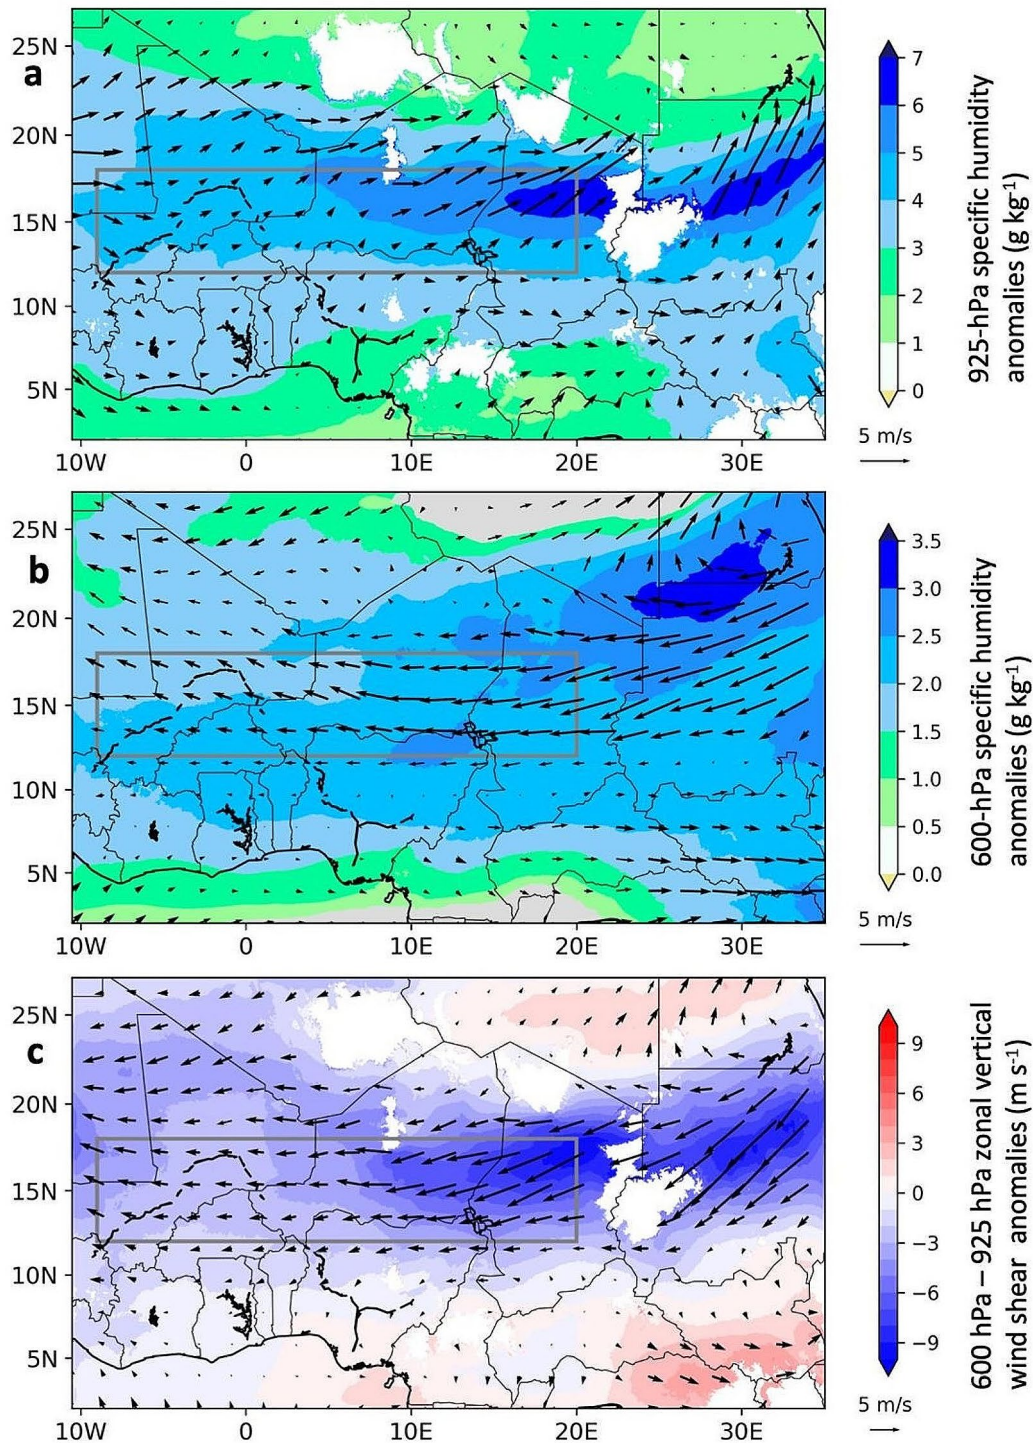 a
25N
20N
15N
10N
5N
10W 0 10E 20E 30E
7
6
5
4
3
2
1
0
925-hPa specific humidity
anomalies (g kg⁻¹)
5 m/s
b
25N
20N
15N
10N
5N
10W 0 10E 20E 30E
3.5
3.0
2.5
2.0
1.5
1.0
0.5
0.0
600-hPa specific humidity
anomalies (g kg⁻¹)
5 m/s
c
25N
20N
15N
10N
5N
10W 0 10E 20E 30E
9
6
3
0
−3
−6
−9
600 hPa – 925 hPa zonal vertical
wind shear anomalies (m s⁻¹)
5 m/s